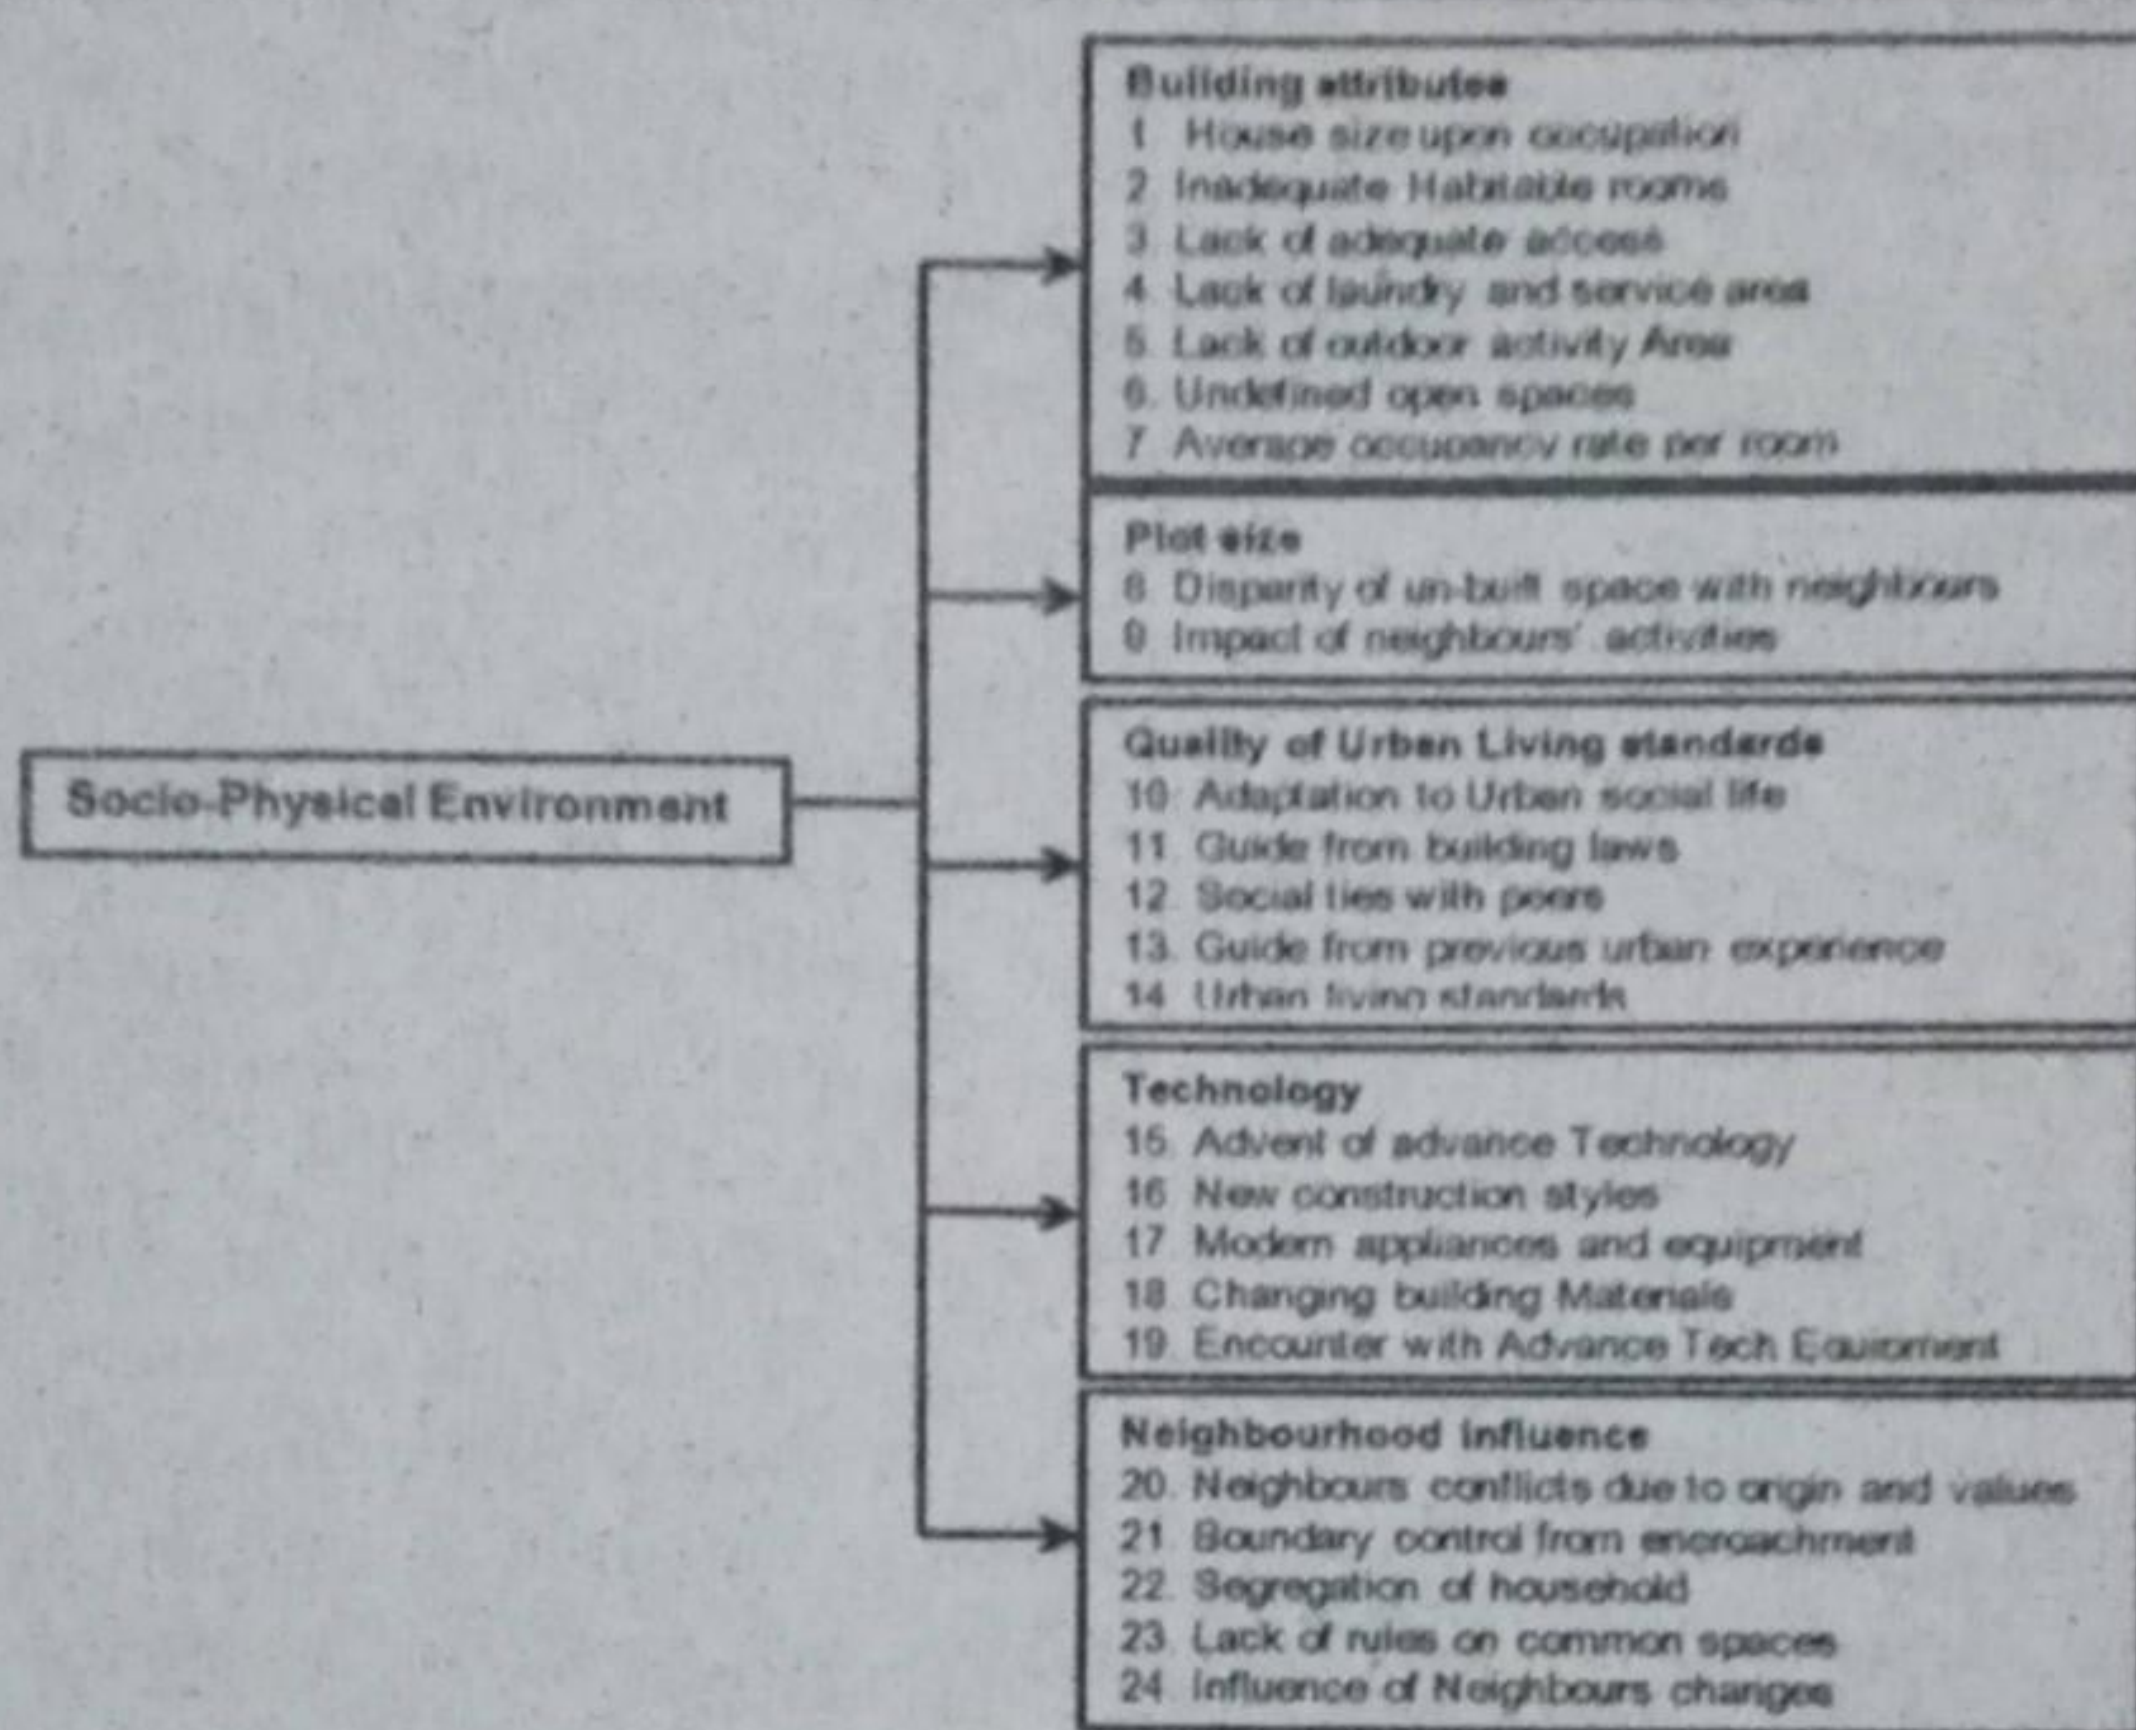 Building attributes
1 House size upon occupation
2 Inadequate Habitable rooms
3 Lack of adequate access
4 Lack of laundry and service area
5. Lack of outdoor activity Area
6. Undefined open spaces
7 Average occupancy rate per room
Plot size
8 Disparity of un-built space with neighbours
9 Impact of neighbours' activities
Socio-Physical Environment
Quality of Urban Living standards
10 Adaptation to Urban social life
11 Guide from building laws
12 Social ties with peers
13. Guide from previous urban experience
14 Urban living standards
Technology
15. Advent of advance Technology
16 New construction styles
17 Modern appliances and equipment
18 Changing building Materials
19 Encounter with Advance Tech Equipment
Neighbourhood influence
20. Neighbours conflicts due to origin and values
21 Boundary control from encroachment
22. Segregation of household
23 Lack of rules on common spaces
24 Influence of Neighbours changes